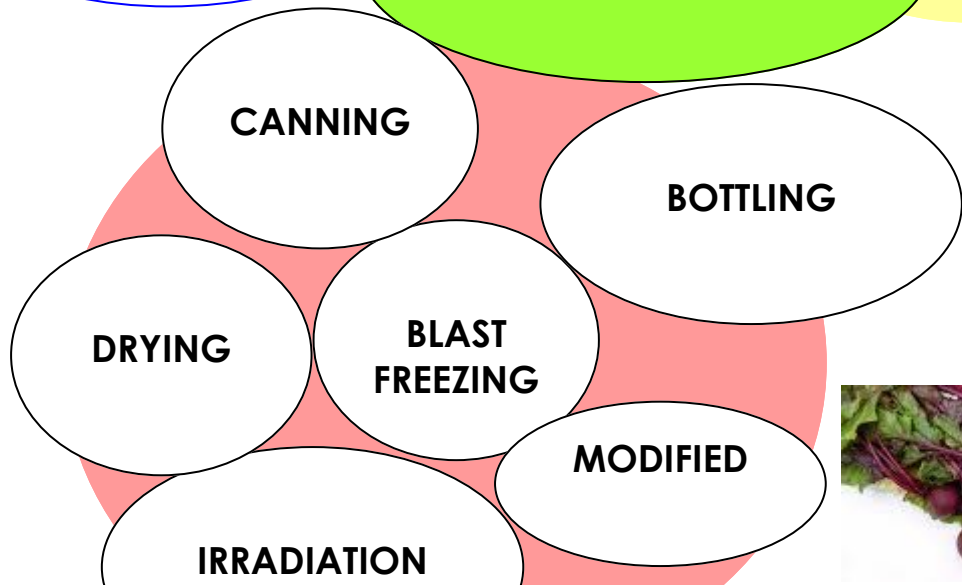 CANNING
BOTTLING
DRYING
BLAST
FREEZING
MODIFIED
IRRADIATION